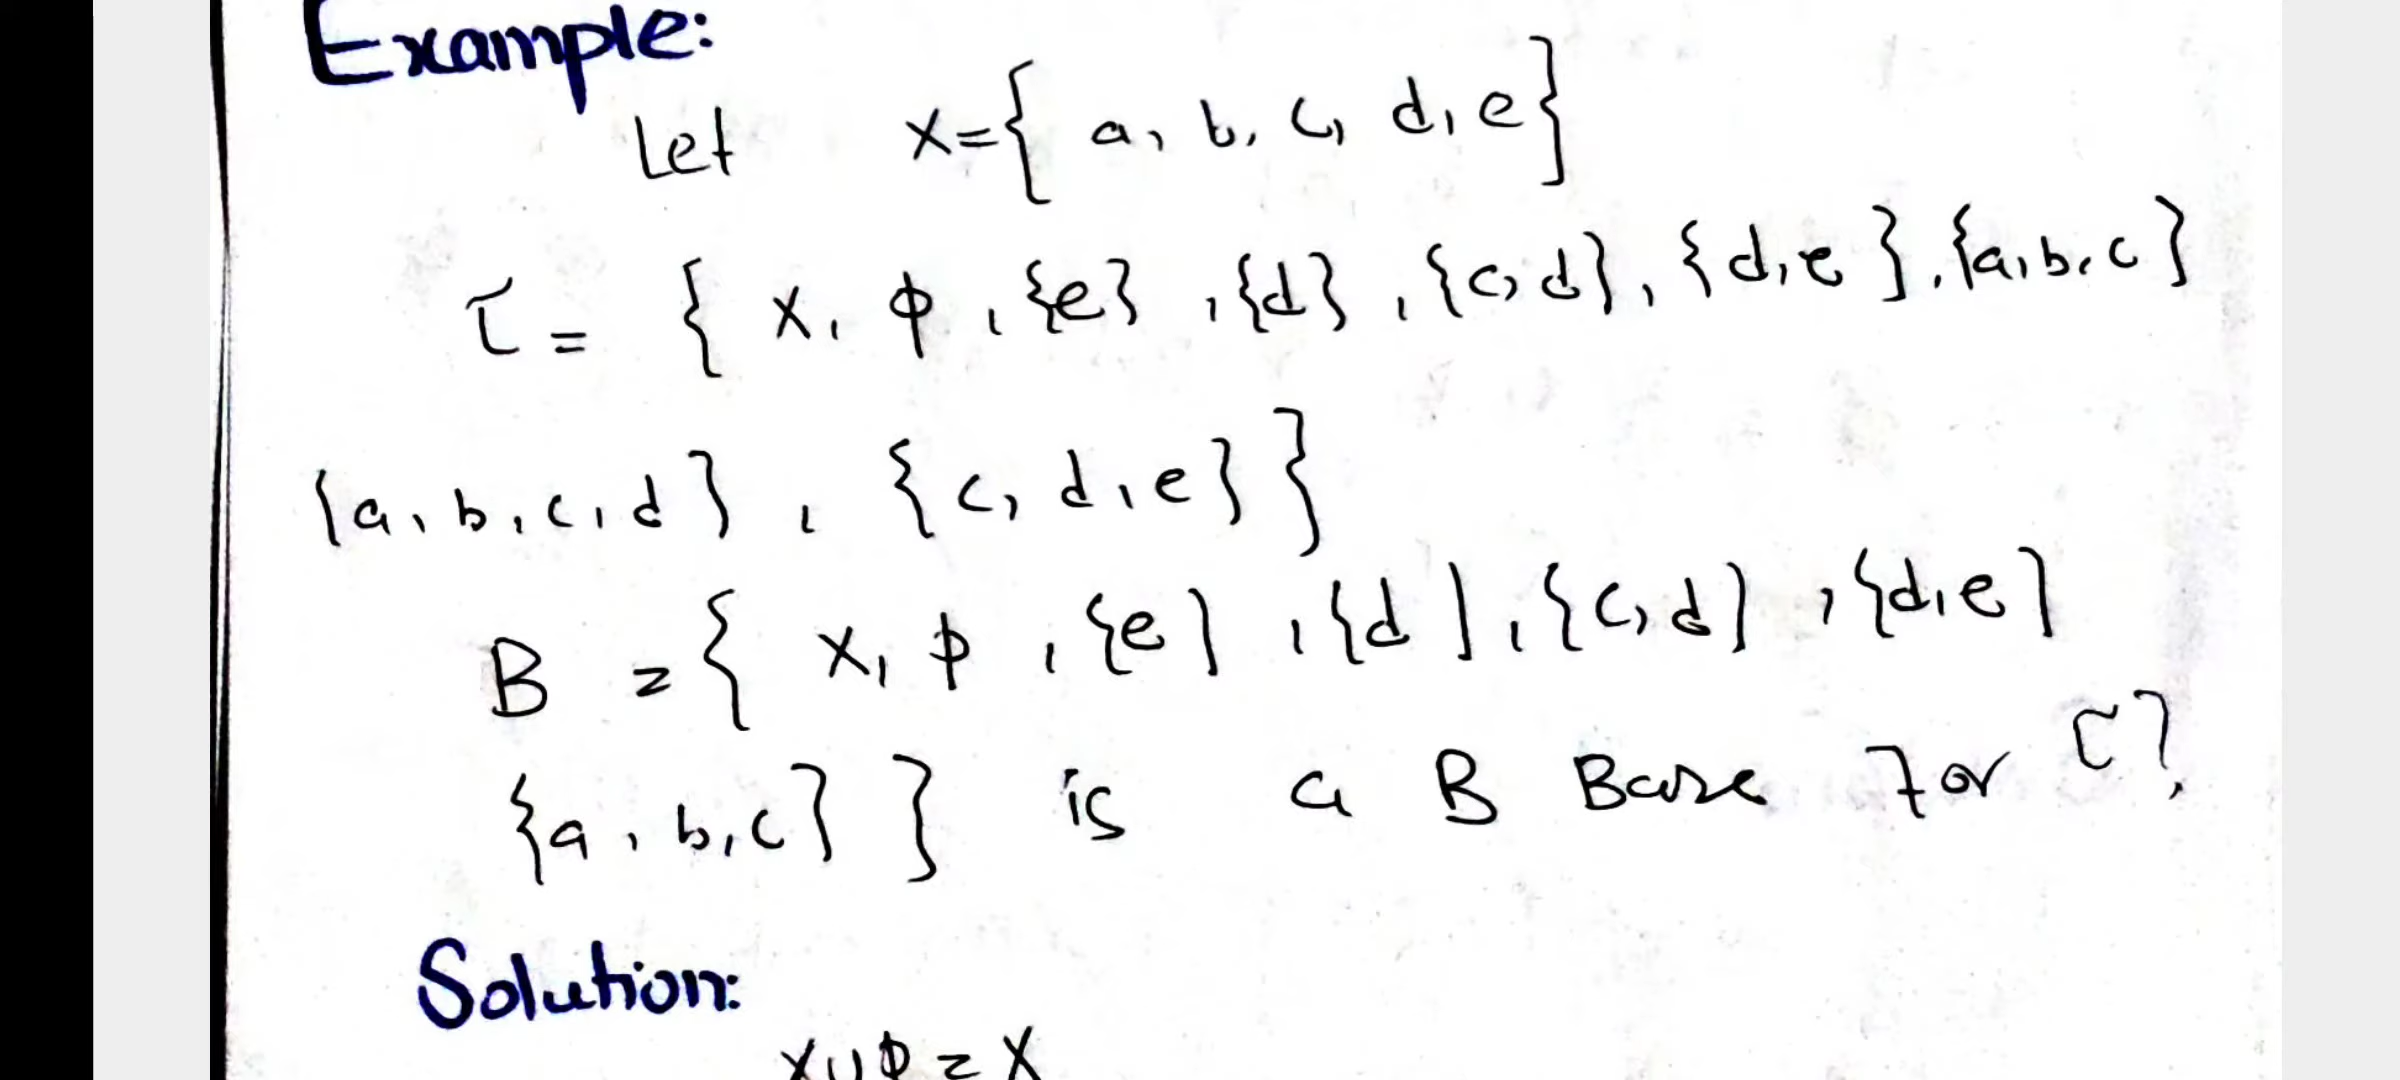 Example:
Let X={ a, b, c, d, e}
τ = { X, φ, {e}, {d}, {c,d}, {d,e}, {a,b,c}
{a,b,c,d}, {c,d,e}}
B = { X, φ, {e}, {d}, {c,d}, {d,e}
{a,b,c}} is a B Base for τ?
Solution:
X∪φ = X